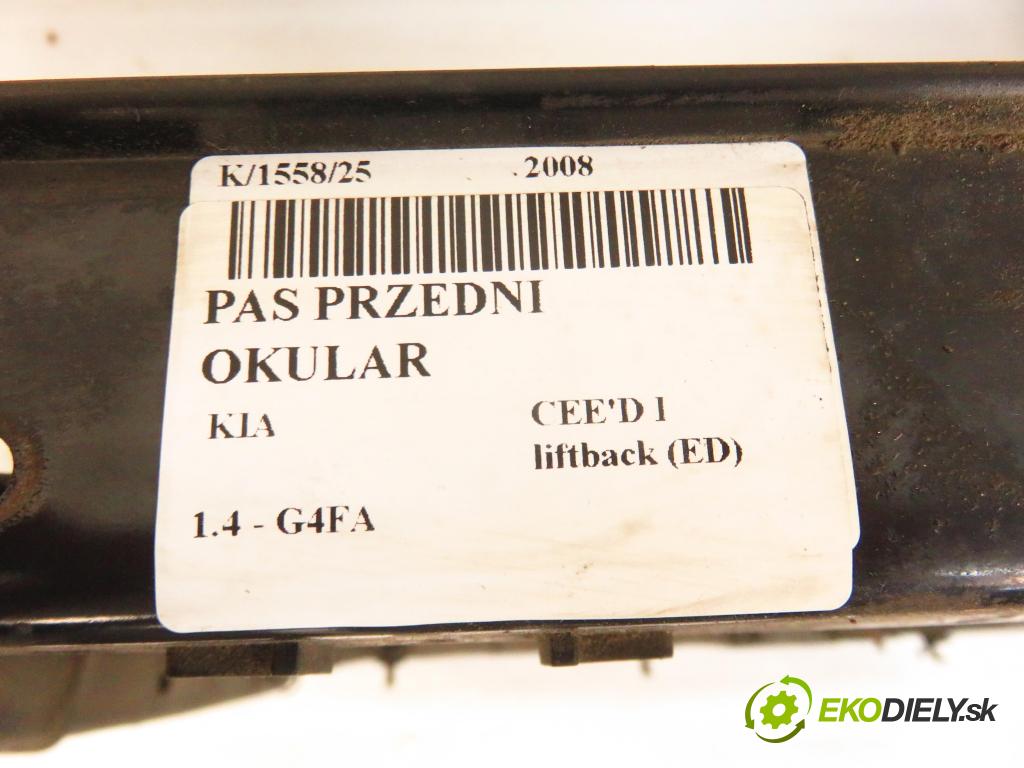 K/1558/25 2008
PAS PRZEDNI
OKULAR
KIA CEE'D I
liftback (ED)
1.4 - G4FA
EKODIELY.sk